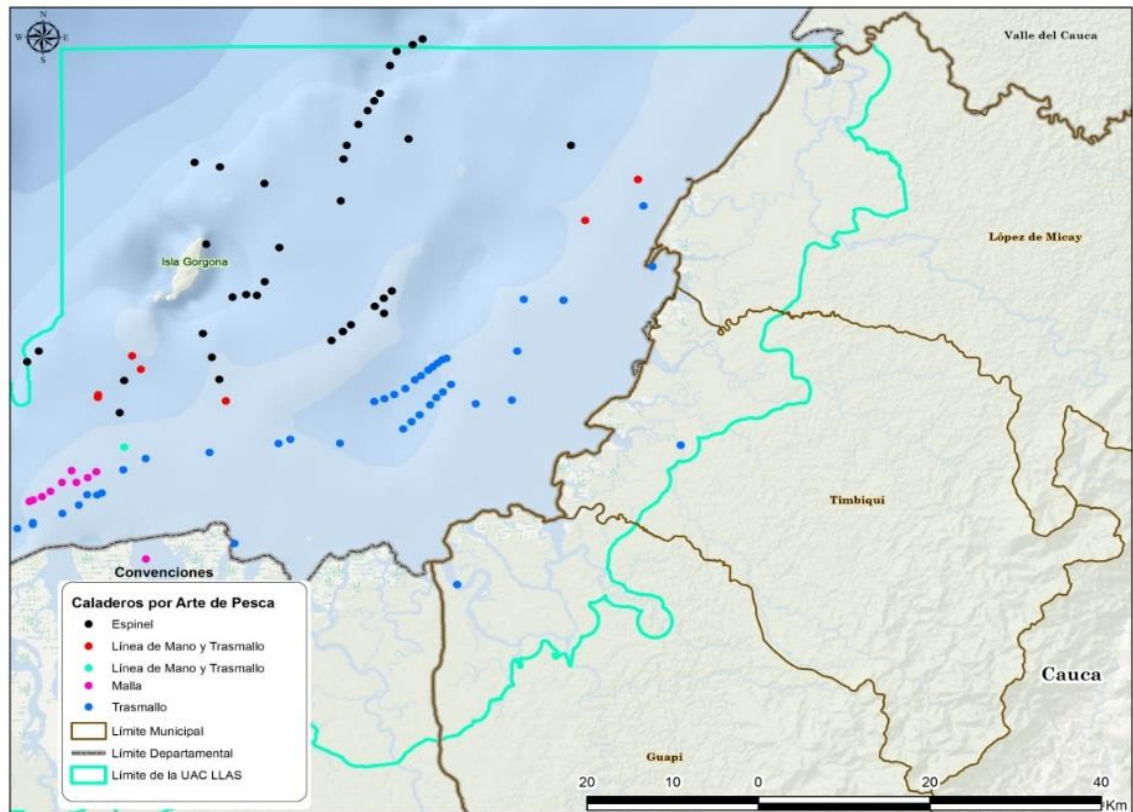 N
W E
S
Valle del Cauca
López de Micay
Isla Gorgona
Timbiquí
Cauca
Guapi
Convenciones
Caladeros por Arte de Pesca
Espinel
Línea de Mano y Trasmallo
Línea de Mano y Trasmallo
Malla
Trasmallo
Límite Municipal
Límite Departamental
Límite de la UAC LLAS
20 10 0 20 40
Km